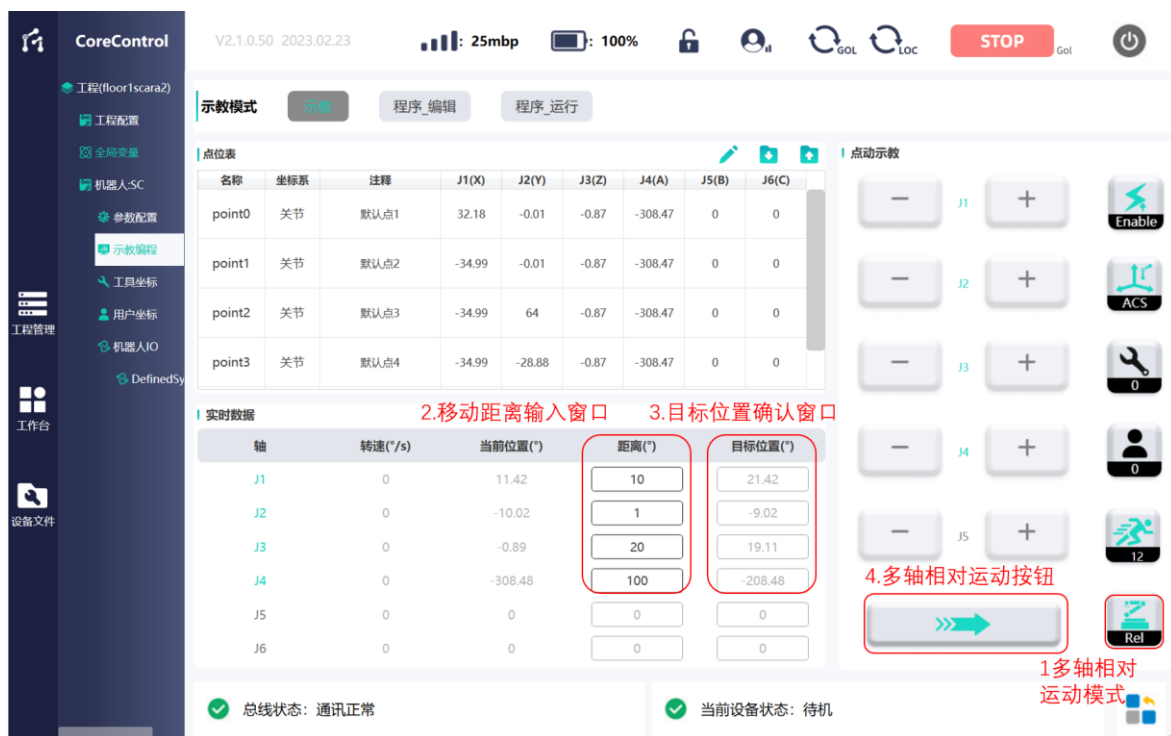 CoreControl V2.1.0.50 2023.02.23 : 25mbp : 100% GOL LOC STOP Gol
工程(floor1scara2)
工程配置
全局变量
机器人:SC
参数配置
示教编程
工具坐标
用户坐标
机器人IO
DefinedSy
工程管理
工作台
设备文件
示教模式 示教 程序_编辑 程序_运行
点位表
名称 坐标系 注释 J1(X) J2(Y) J3(Z) J4(A) J5(B) J6(C)
point0 关节 默认点1 32.18 -0.01 -0.87 -308.47 0 0
point1 关节 默认点2 -34.99 -0.01 -0.87 -308.47 0 0
point2 关节 默认点3 -34.99 64 -0.87 -308.47 0 0
point3 关节 默认点4 -34.99 -28.88 -0.87 -308.47 0 0
实时数据 2.移动距离输入窗口 3.目标位置确认窗口
轴 转速(°/s) 当前位置(°) 距离(°) 目标位置(°)
J1 0 11.42 10 21.42
J2 0 -10.02 1 -9.02
J3 0 -0.89 20 19.11
J4 0 -308.48 100 -208.48
J5 0 0 0 0
J6 0 0 0 0
点动示教
− J1 + Enable
− J2 + ACS
− J3 + 0
− J4 + 0
− J5 + 12
4.多轴相对运动按钮
Rel
1多轴相对
运动模式
总线状态：通讯正常 当前设备状态：待机